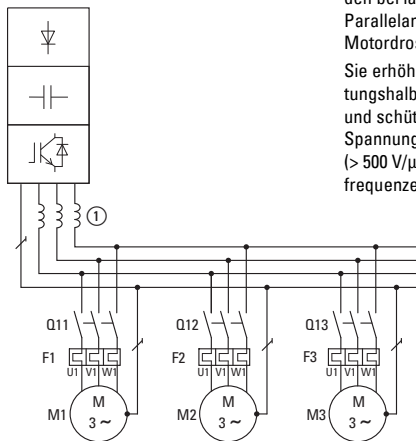 den bei
Parallelan
Motordros
Sie erhöh
tungshalb
und schüt
Spannung
(> 500 V/µ
frequenze
1
Q11 Q12 Q13
F1 F2 F3
U1 V1 W1 U1 V1 W1 U1 V1 W1
M1 M 3 ~ M2 M 3 ~ M3 M 3 ~